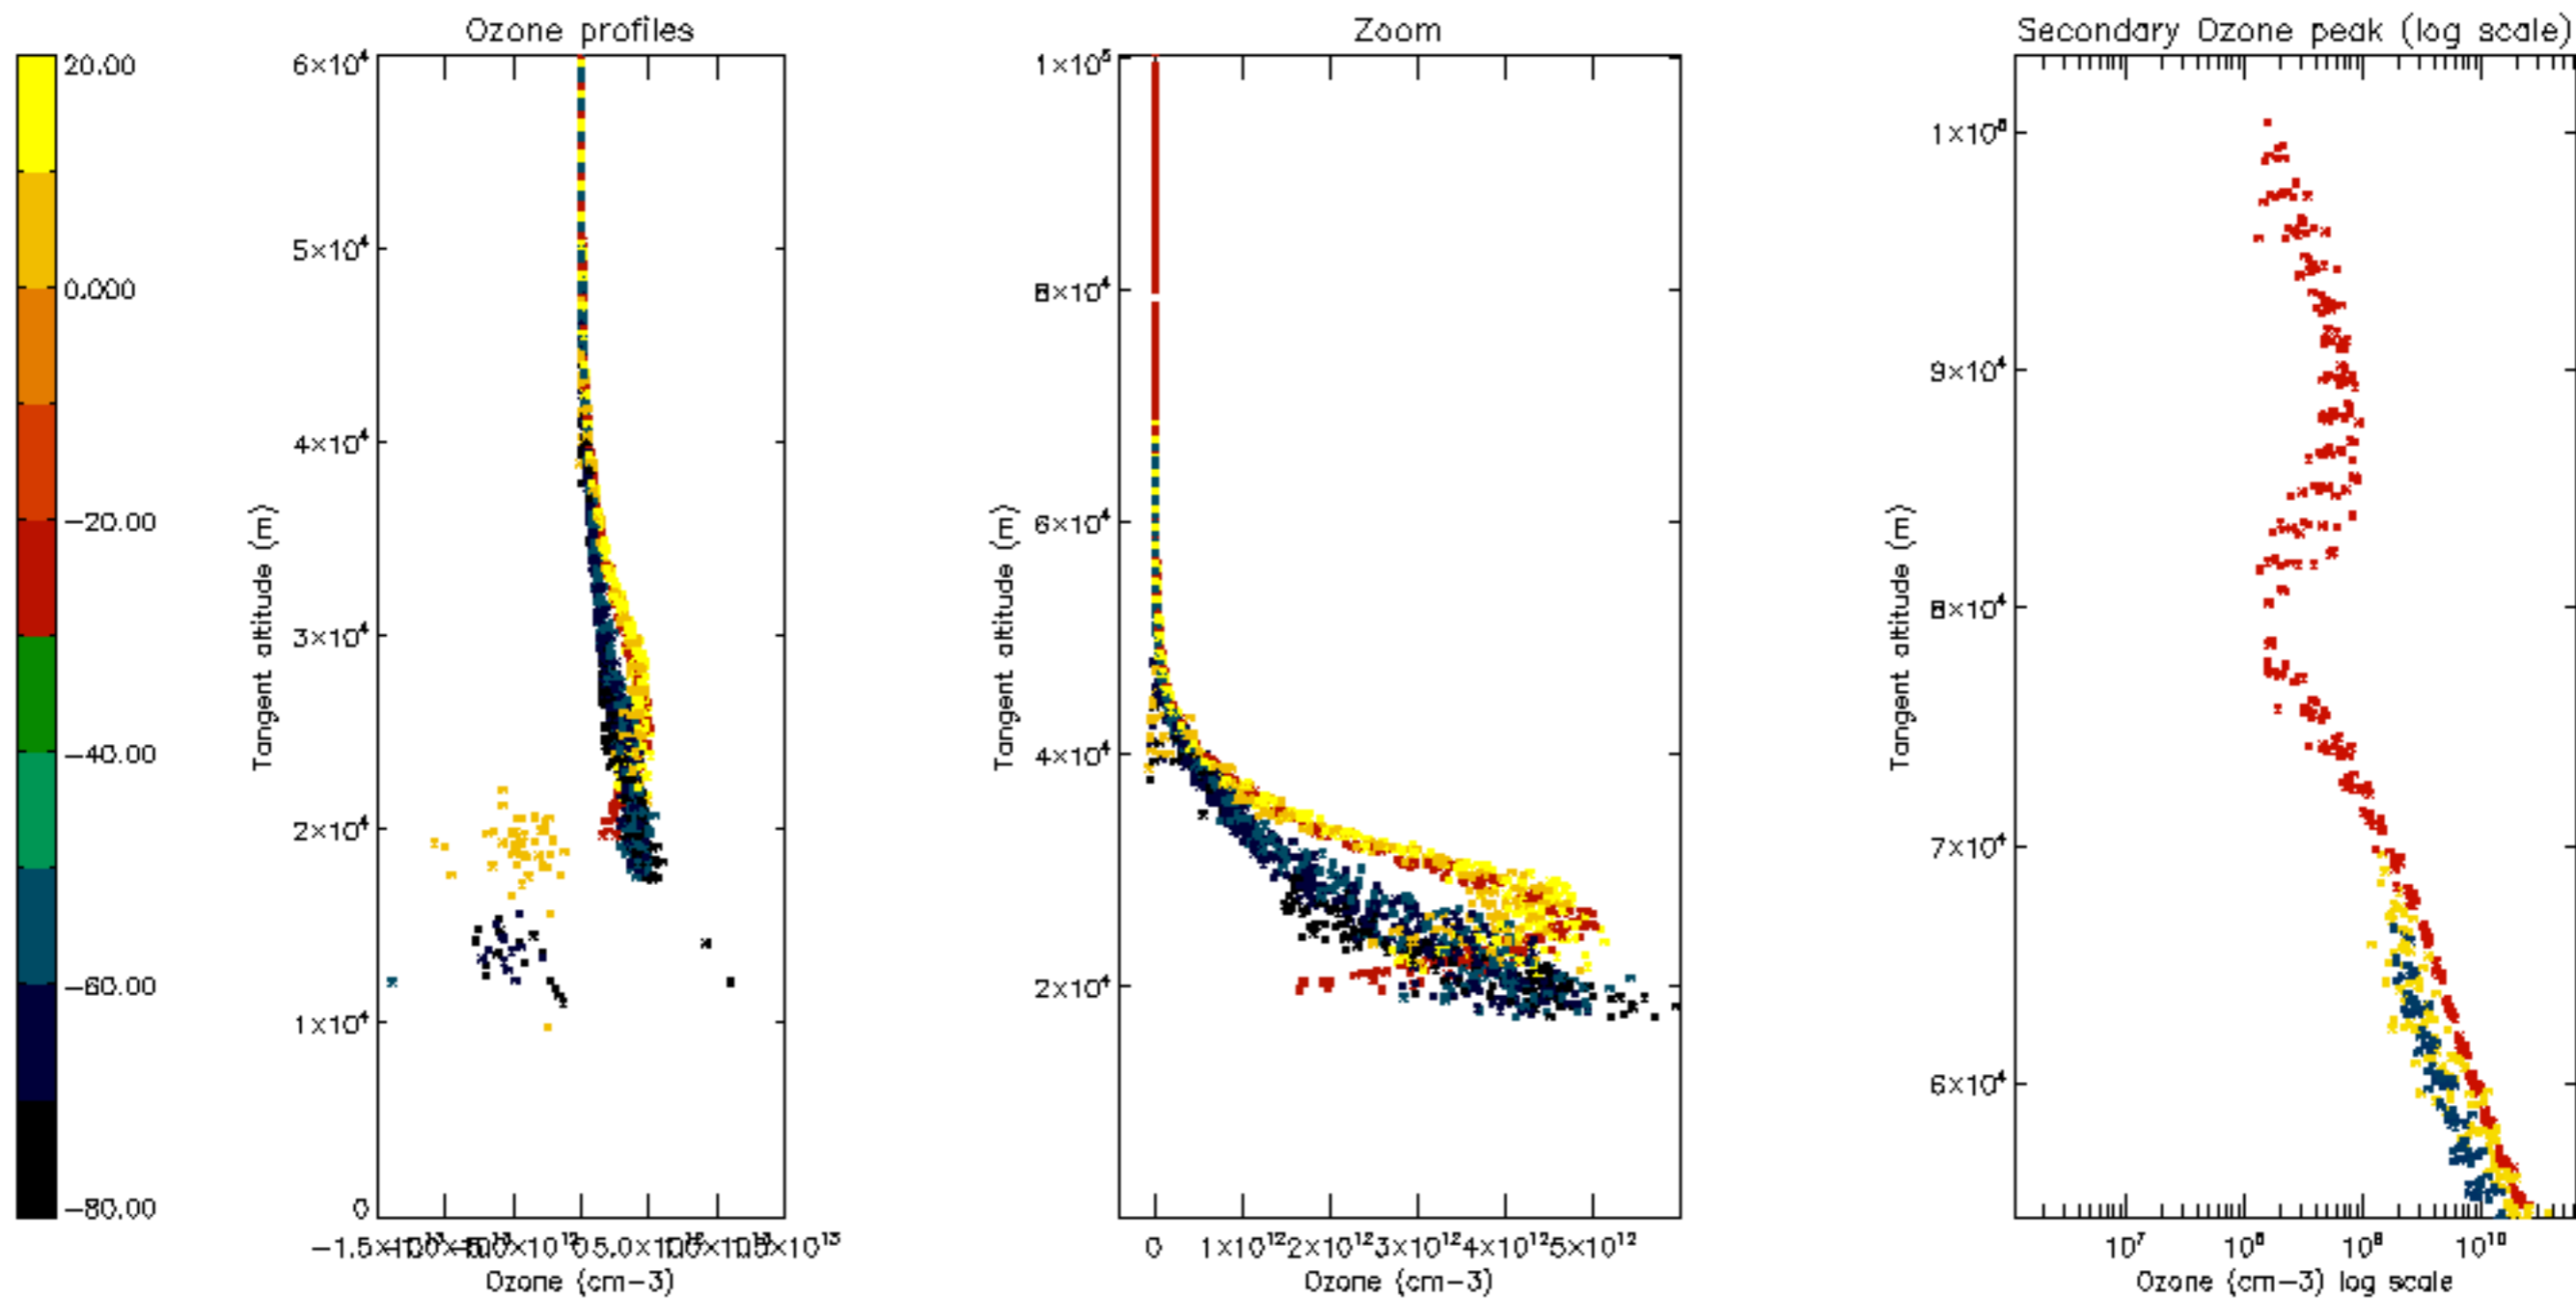 Ozone profiles
Zoom
Secondary Ozone peak (log scale)
20.00
0.000
−20.00
−40.00
−60.00
−80.00
6×10⁴
5×10⁴
4×10⁴
3×10⁴
2×10⁴
1×10⁴
0
Tangent altitude (m)
Ozone (cm−3)
1×10⁵
8×10⁴
6×10⁴
4×10⁴
2×10⁴
Tangent altitude (m)
0 1×10¹² 2×10¹² 3×10¹² 4×10¹² 5×10¹²
Ozone (cm−3)
9×10⁴
8×10⁴
7×10⁴
6×10⁴
Tangent altitude (m)
10⁷ 10⁸ 10⁹ 10¹⁰
Ozone (cm−3) log scale